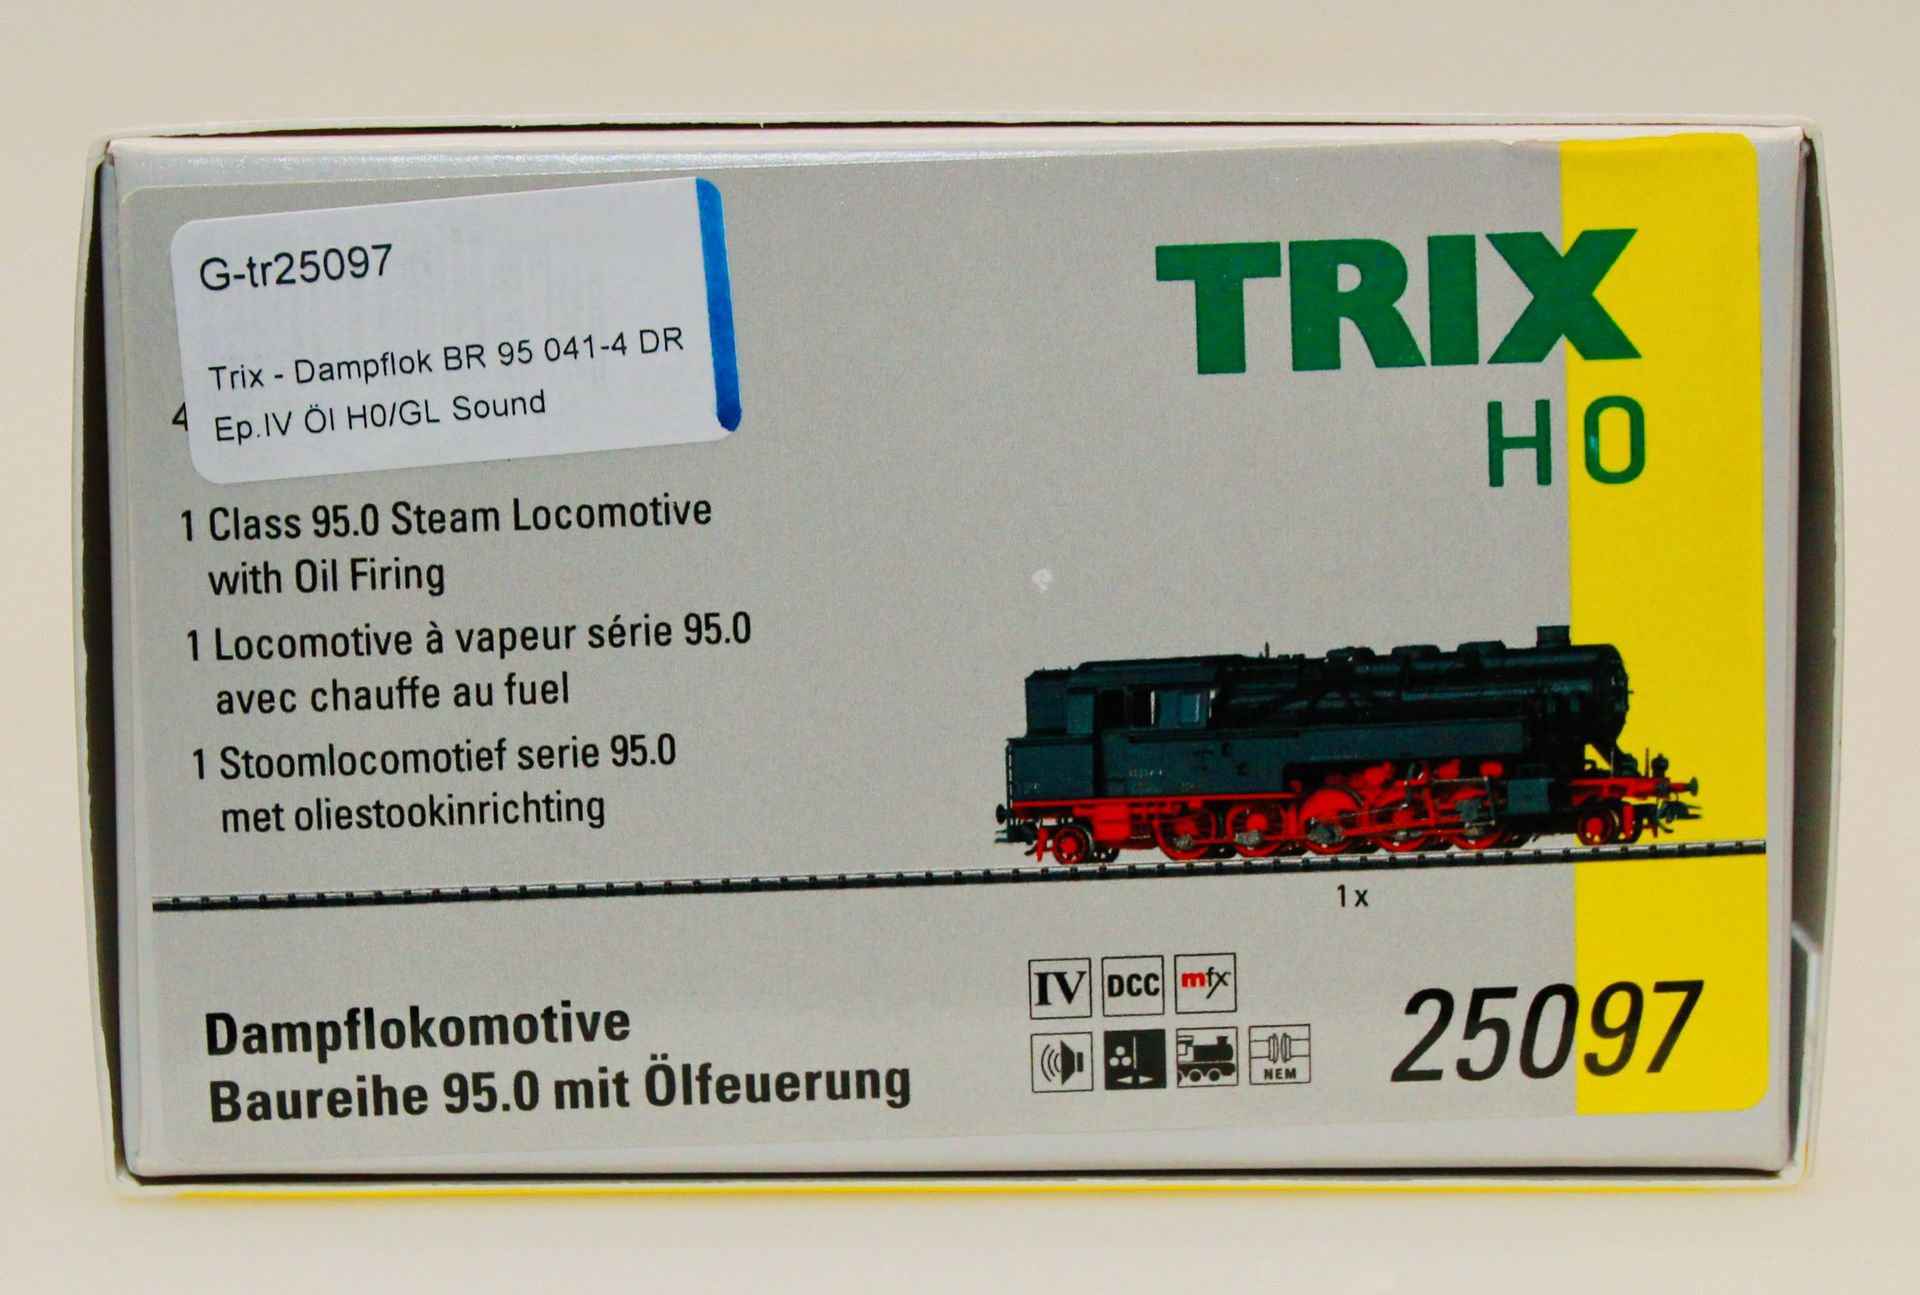 G-tr25097
Trix - Dampflok BR 95 041-4 DR
Ep.IV Öl H0/GL Sound
TRIX
H0
4
1 Class 95.0 Steam Locomotive
with Oil Firing
1 Locomotive à vapeur série 95.0
avec chauffe au fuel
1 Stoomlocomotief serie 95.0
met oliestookinrichting
1 x
Dampflokomotive
Baureihe 95.0 mit Ölfeuerung
IV DCC mfx
NEM
25097